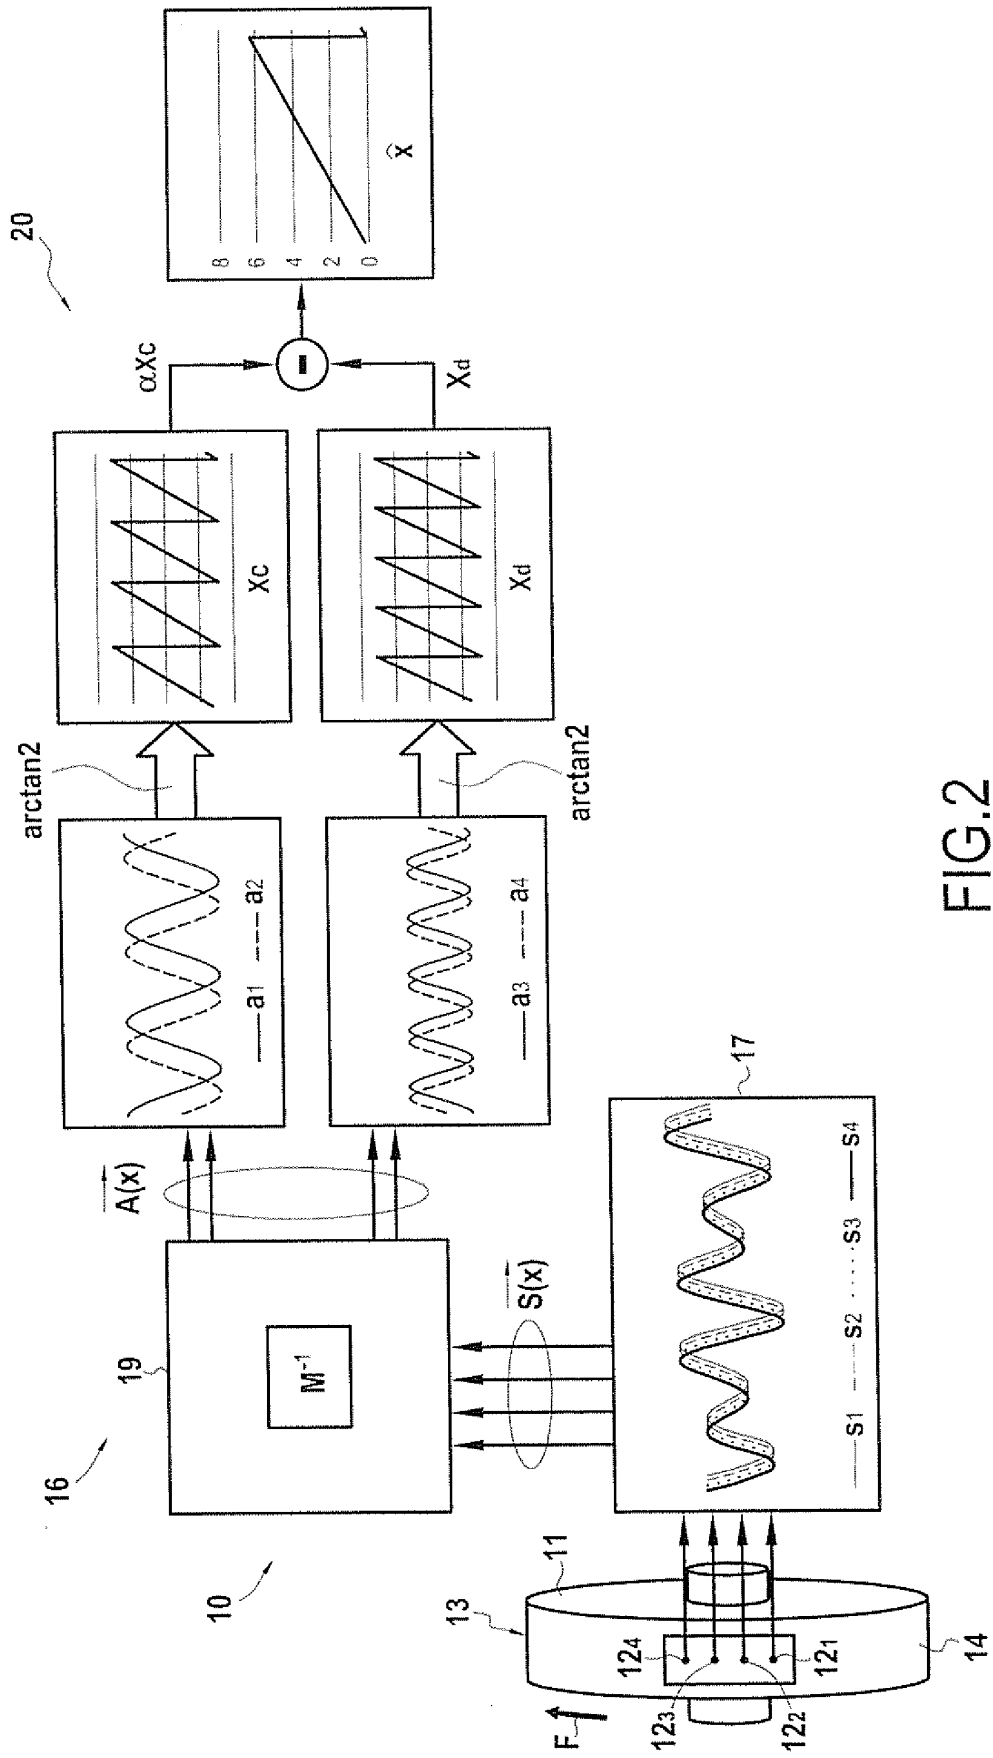 20
8
6
4
2
0
x̂
αXc
Xd
Xc
Xd
arctan2
arctan2
a1 a2
a3 a4
A(x)
S(x)
19
M⁻¹
16
10
17
s1 s2 s3 s4
13
11
14
12₄
12₃
12₂
12₁
F
FIG.2